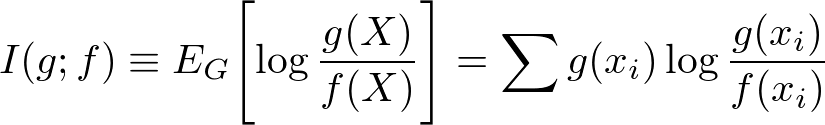 I(g; f) ≡ E_G[log g(X)/f(X)] = ∑ g(x_i) log g(x_i)/f(x_i)